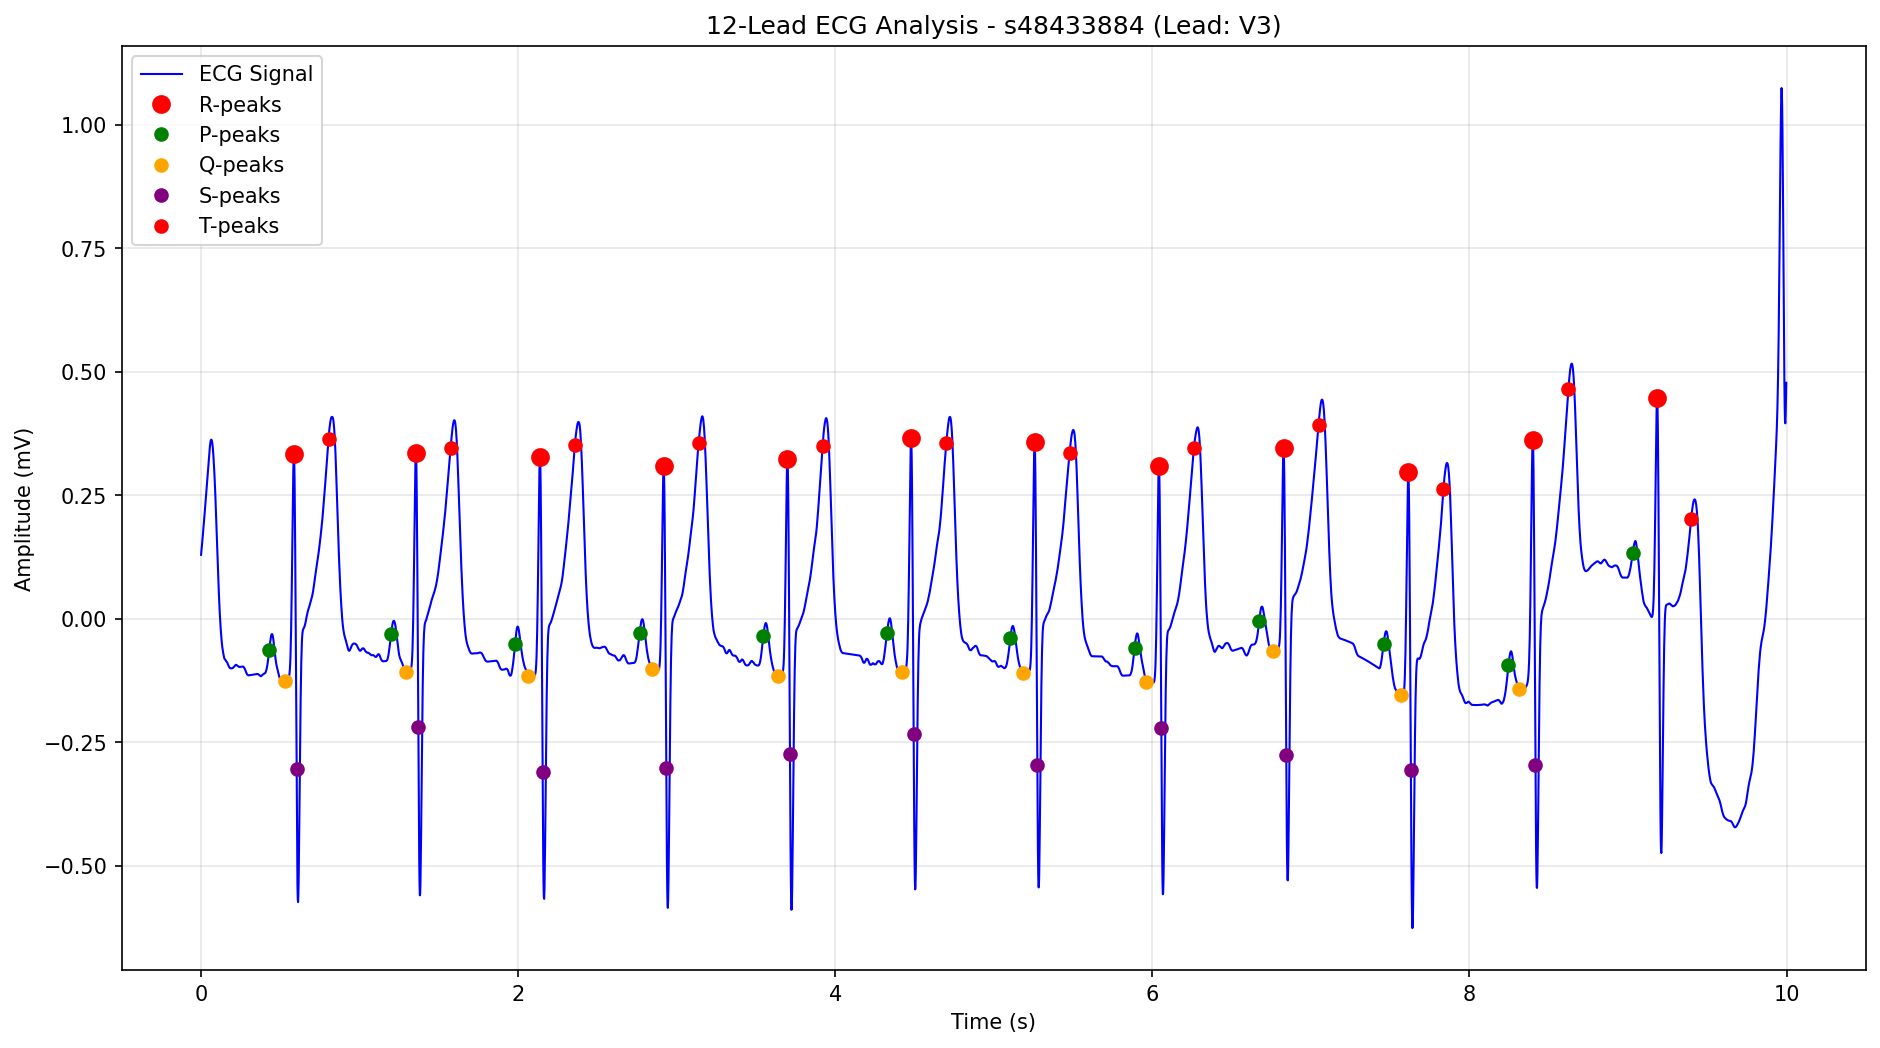 12-Lead ECG Analysis - s48433884 (Lead: V3)
ECG Signal
R-peaks
P-peaks
Q-peaks
S-peaks
T-peaks
1.00
0.75
0.50
0.25
0.00
−0.25
−0.50
Amplitude (mV)
0 2 4 6 8 10
Time (s)